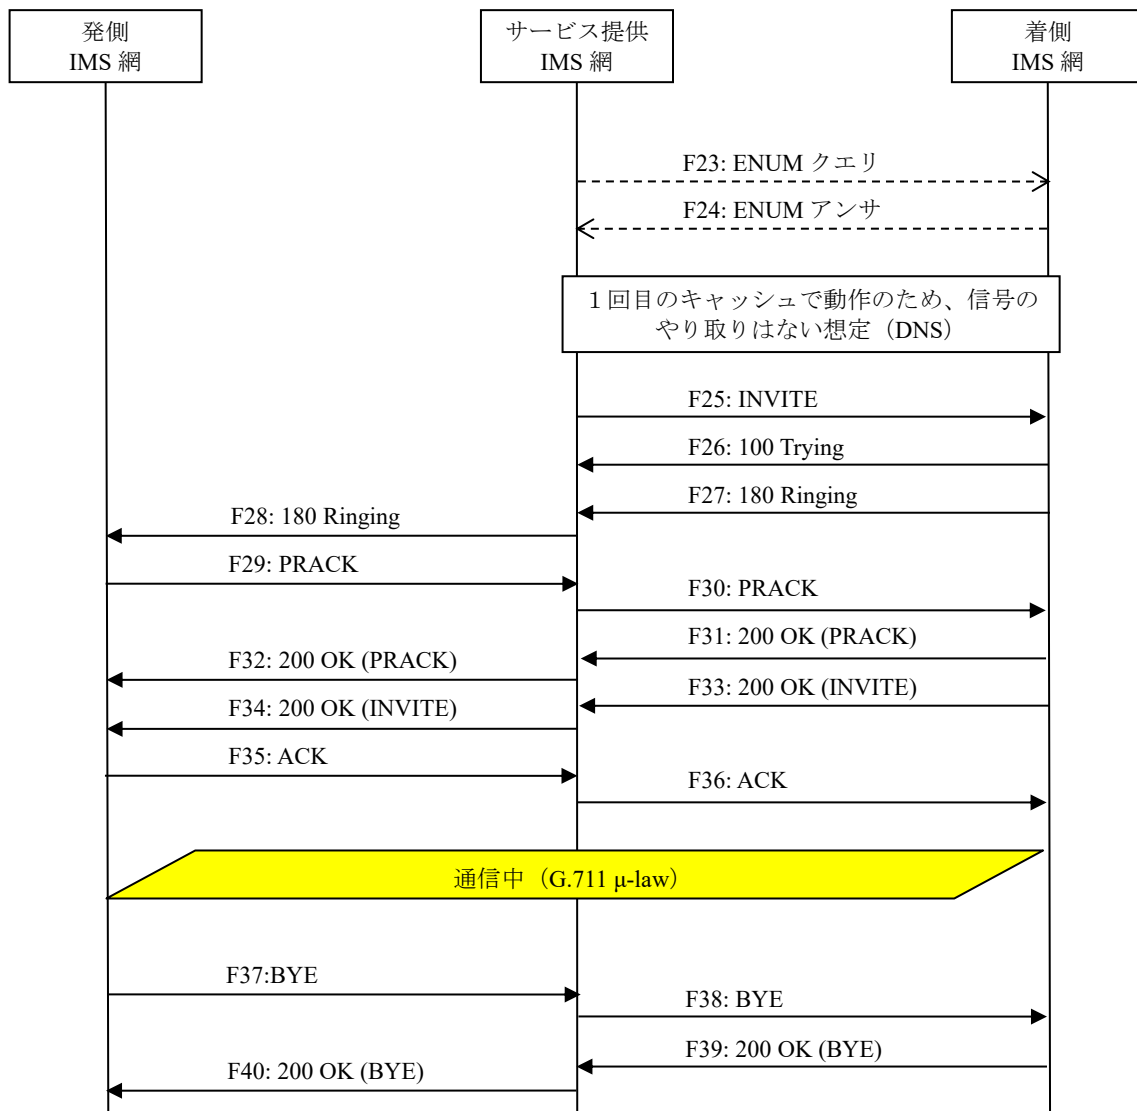 発側
IMS 網
サービス提供
IMS 網
着側
IMS 網
F23: ENUM クエリ
F24: ENUM アンサ
１回目のキャッシュで動作のため、信号の
やり取りはない想定（DNS）
F25: INVITE
F26: 100 Trying
F27: 180 Ringing
F28: 180 Ringing
F29: PRACK
F30: PRACK
F31: 200 OK (PRACK)
F32: 200 OK (PRACK)
F33: 200 OK (INVITE)
F34: 200 OK (INVITE)
F35: ACK
F36: ACK
通信中（G.711 μ-law）
F37:BYE
F38: BYE
F39: 200 OK (BYE)
F40: 200 OK (BYE)